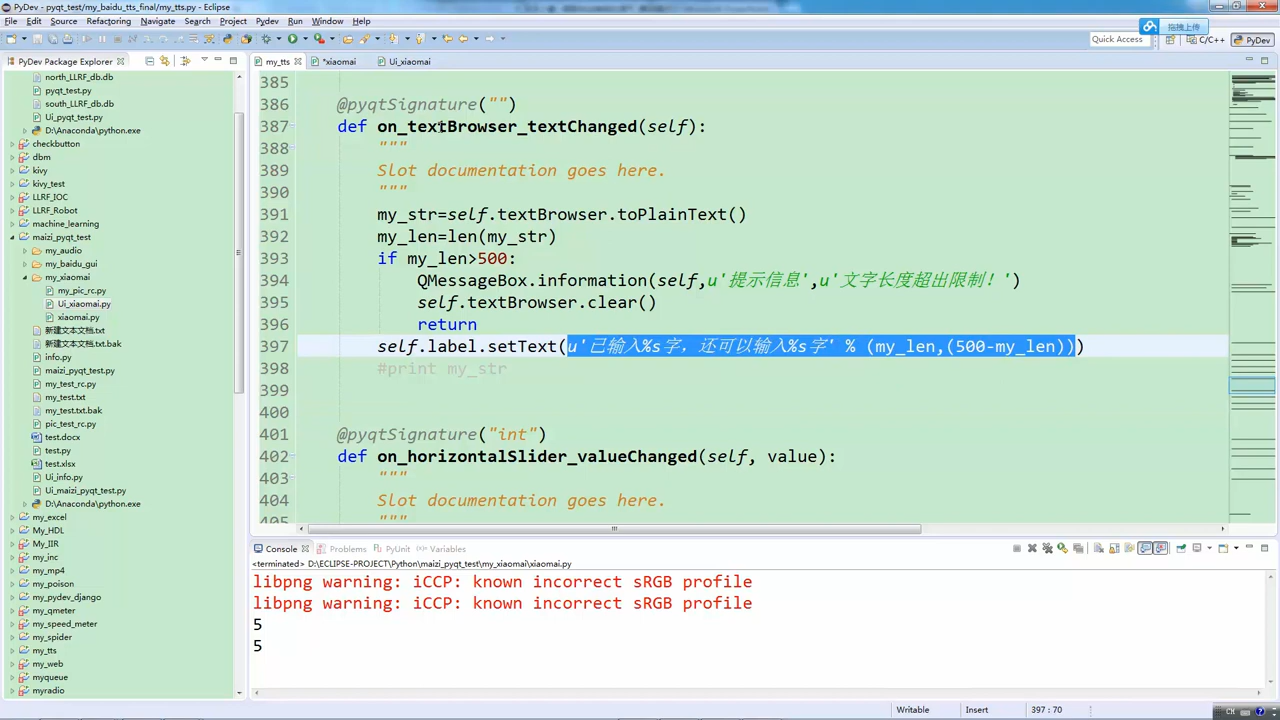 PyDev - pyqt_test/my_baidu_tts_final/my_tts.py - Eclipse
File Edit Source Refactoring Navigate Search Project Pydev Run Window Help
拖拽上传
Quick Access
C/C++
PyDev
PyDev Package Explorer
my_tts
*xiaomai
Ui_xiaomai
north_LLRF_db.db
pyqt_test.py
south_LLRF_db.db
Ui_pyqt_test.py
D:\Anaconda\python.exe
checkbutton
dbm
kivy
kivy_test
LLRF_IOC
LLRF_Robot
machine_learning
maizi_pyqt_test
my_audio
my_baidu_gui
my_xiaomai
my_pic_rc.py
Ui_xiaomai.py
xiaomai.py
新建文本文档.txt
新建文本文档.txt.bak
info.py
maizi_pyqt_test.py
my_test_rc.py
my_test.txt
my_test.txt.bak
pic_test_rc.py
test.docx
test.py
test.xlsx
Ui_info.py
Ui_maizi_pyqt_test.py
D:\Anaconda\python.exe
my_excel
My_HDL
My_IIR
my_inc
my_mp4
my_poison
my_pydev_django
my_qmeter
my_speed_meter
my_spider
my_tts
my_web
myqueue
myradio
385
386 @pyqtSignature("")
387 def on_textBrowser_textChanged(self):
388 """
389 Slot documentation goes here.
390 """
391 my_str=self.textBrowser.toPlainText()
392 my_len=len(my_str)
393 if my_len>500:
394 QMessageBox.information(self,u'提示信息',u'文字长度超出限制！')
395 self.textBrowser.clear()
396 return
397 self.label.setText(u'已输入%s字，还可以输入%s字' % (my_len,(500-my_len)))
398 #print my_str
399
400
401 @pyqtSignature("int")
402 def on_horizontalSlider_valueChanged(self, value):
403 """
404 Slot documentation goes here.
405 """
Console Problems PyUnit Variables
<terminated> D:\ECLIPSE-PROJECT\Python\maizi_pyqt_test\my_xiaomai\xiaomai.py
libpng warning: iCCP: known incorrect sRGB profile
libpng warning: iCCP: known incorrect sRGB profile
5
5
Writable Insert 397 : 70
CH